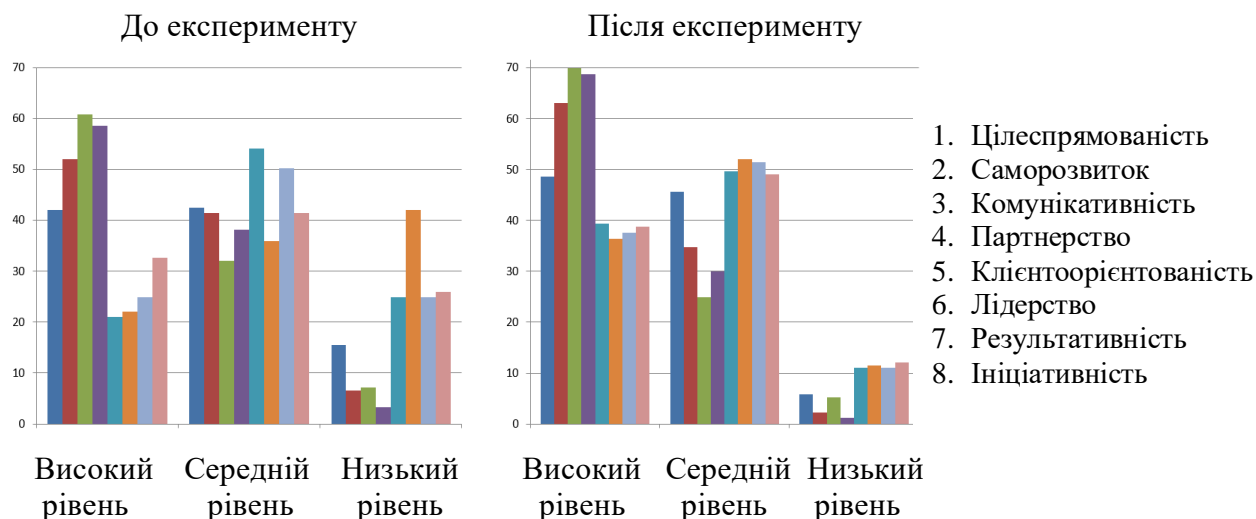 До експерименту
Після експерименту
70
60
50
40
30
20
10
0
70
60
50
40
30
20
10
0
Високий рівень
Середній рівень
Низький рівень
Високий рівень
Середній рівень
Низький рівень
1. Цілеспрямованість
2. Саморозвиток
3. Комунікативність
4. Партнерство
5. Клієнтоорієнтованість
6. Лідерство
7. Результативність
8. Ініціативність